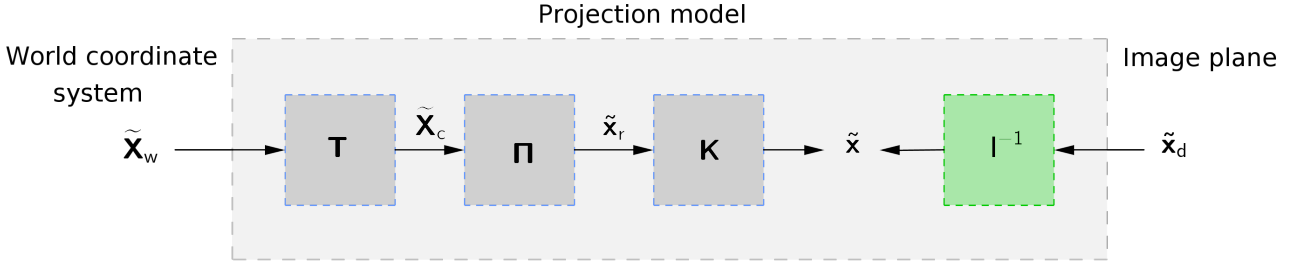 Projection model
World coordinate
system
Image plane
X̃w
T
X̃c
Π
x̃r
K
x̃
l⁻¹
x̃d